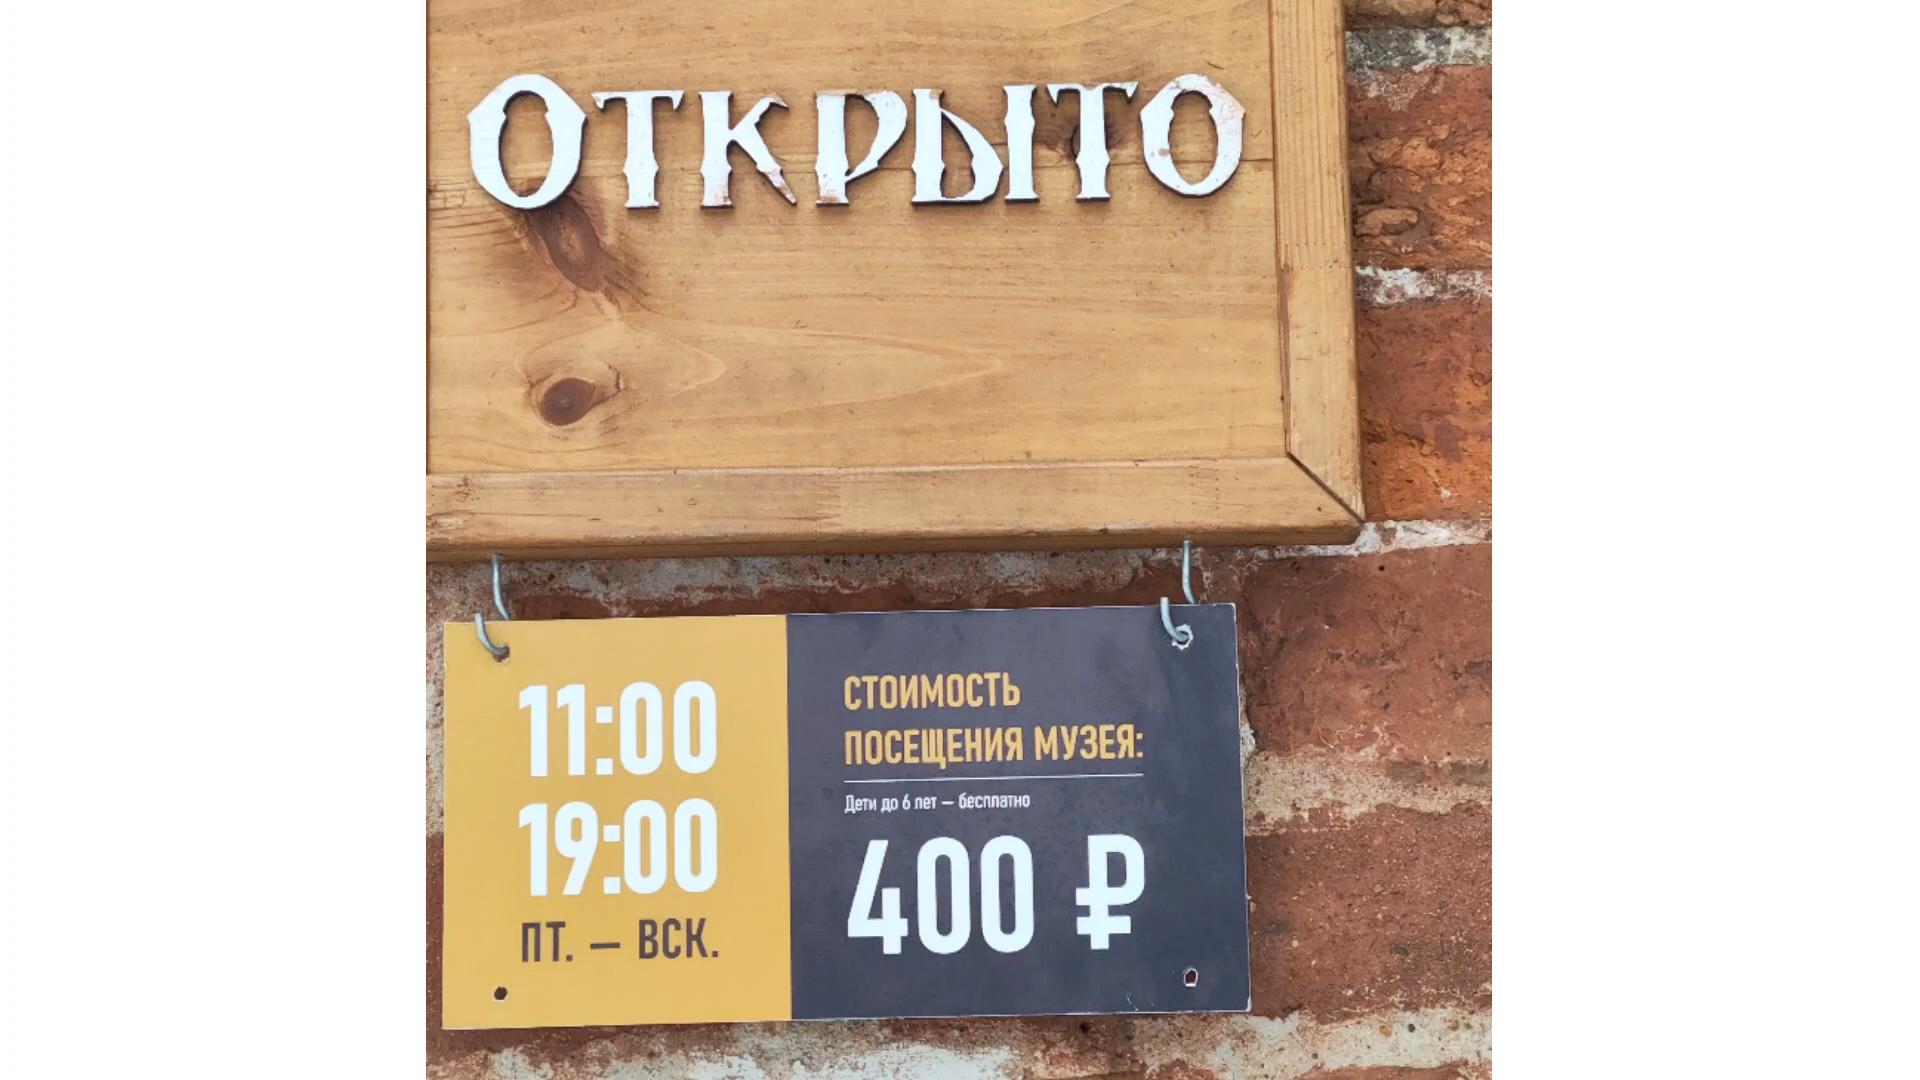 Открыто
11:00
19:00
ПТ. – ВСК.
СТОИМОСТЬ
ПОСЕЩЕНИЯ МУЗЕЯ:
Дети до 6 лет – бесплатно
400 ₽